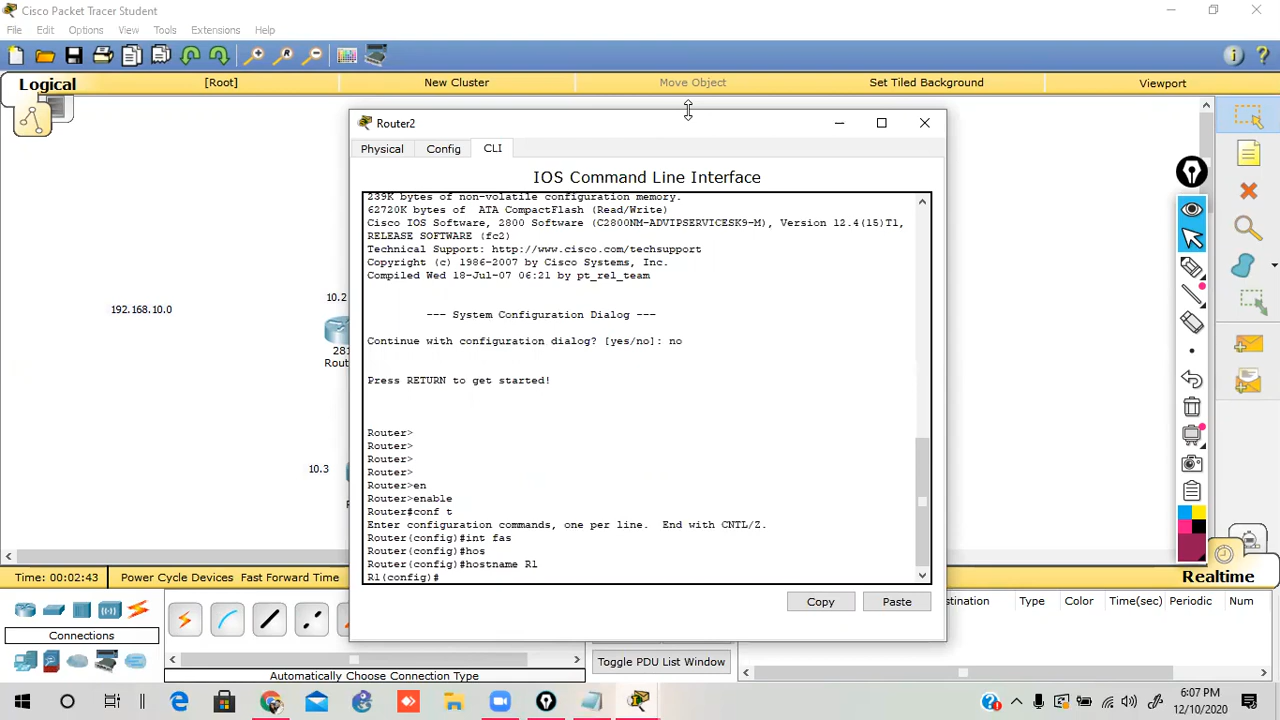 Cisco Packet Tracer Student
File Edit Options View Tools Extensions Help
Logical [Root] New Cluster Move Object Set Tiled Background Viewport
Router2
Physical Config CLI
IOS Command Line Interface
239K bytes of non-volatile configuration memory.
62720K bytes of ATA CompactFlash (Read/Write)
Cisco IOS Software, 2800 Software (C2800NM-ADVIPSERVICESK9-M), Version 12.4(15)T1,
RELEASE SOFTWARE (fc2)
Technical Support: http://www.cisco.com/techsupport
Copyright (c) 1986-2007 by Cisco Systems, Inc.
Compiled Wed 18-Jul-07 06:21 by pt_rel_team
--- System Configuration Dialog ---
Continue with configuration dialog? [yes/no]: no
Press RETURN to get started!
Router>
Router>
Router>
Router>
Router>en
Router>enable
Router#conf t
Enter configuration commands, one per line. End with CNTL/Z.
Router(config)#int fas
Router(config)#hos
Router(config)#hostname R1
R1(config)#
Copy Paste
192.168.10.0
10.2
281
Rout
10.3
Time: 00:02:43 Power Cycle Devices Fast Forward Time
Realtime
Connections
Automatically Choose Connection Type
Toggle PDU List Window
stination Type Color Time(sec) Periodic Num
6:07 PM
12/10/2020